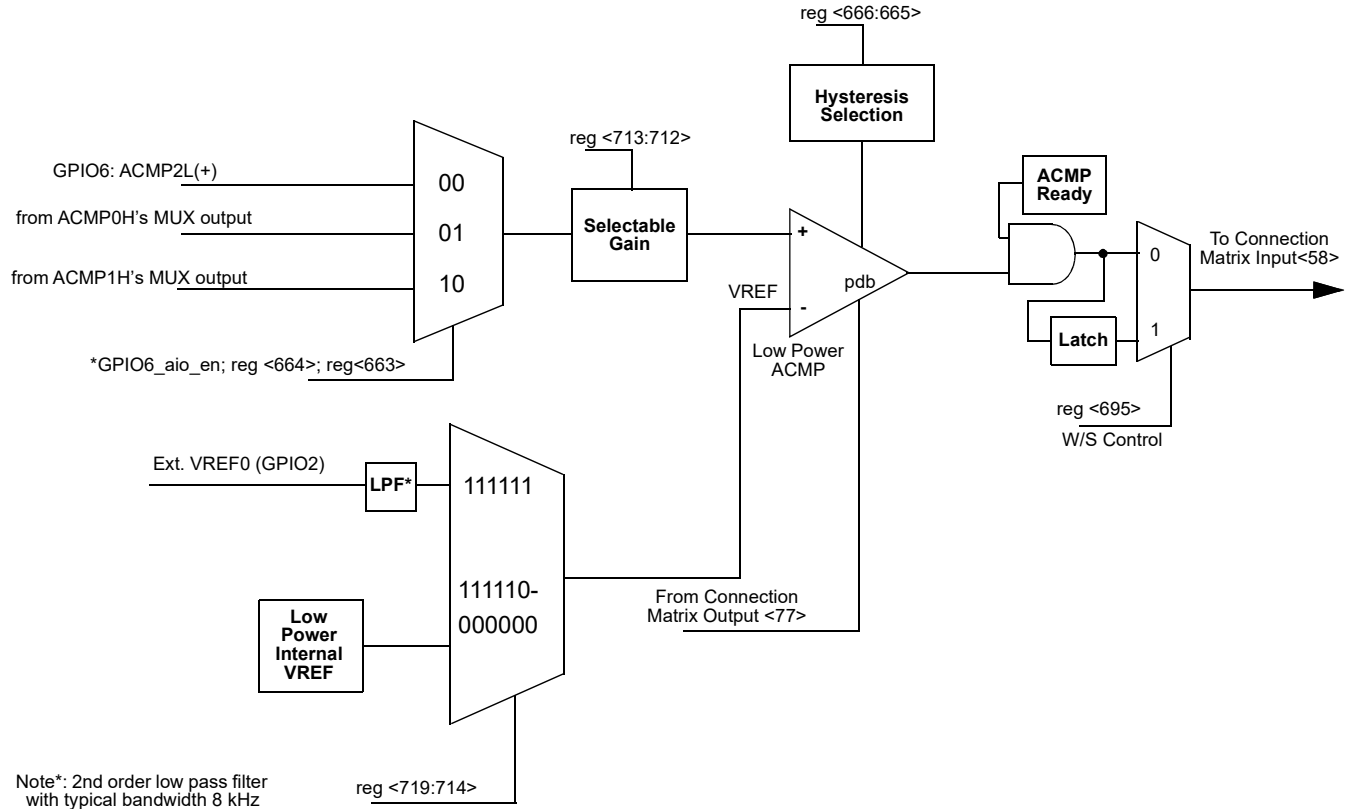 reg <666:665>
Hysteresis
Selection
reg <713:712>
GPIO6: ACMP2L(+)
from ACMP0H's MUX output
from ACMP1H's MUX output
00
01
10
Selectable
Gain
*GPIO6_aio_en; reg <664>; reg<663>
+
-
pdb
VREF
Low Power
ACMP
ACMP
Ready
Latch
0
1
To Connection
Matrix Input<58>
reg <695>
W/S Control
Ext. VREF0 (GPIO2)
LPF*
111111
111110-
000000
Low
Power
Internal
VREF
From Connection
Matrix Output <77>
reg <719:714>
Note*: 2nd order low pass filter
with typical bandwidth 8 kHz